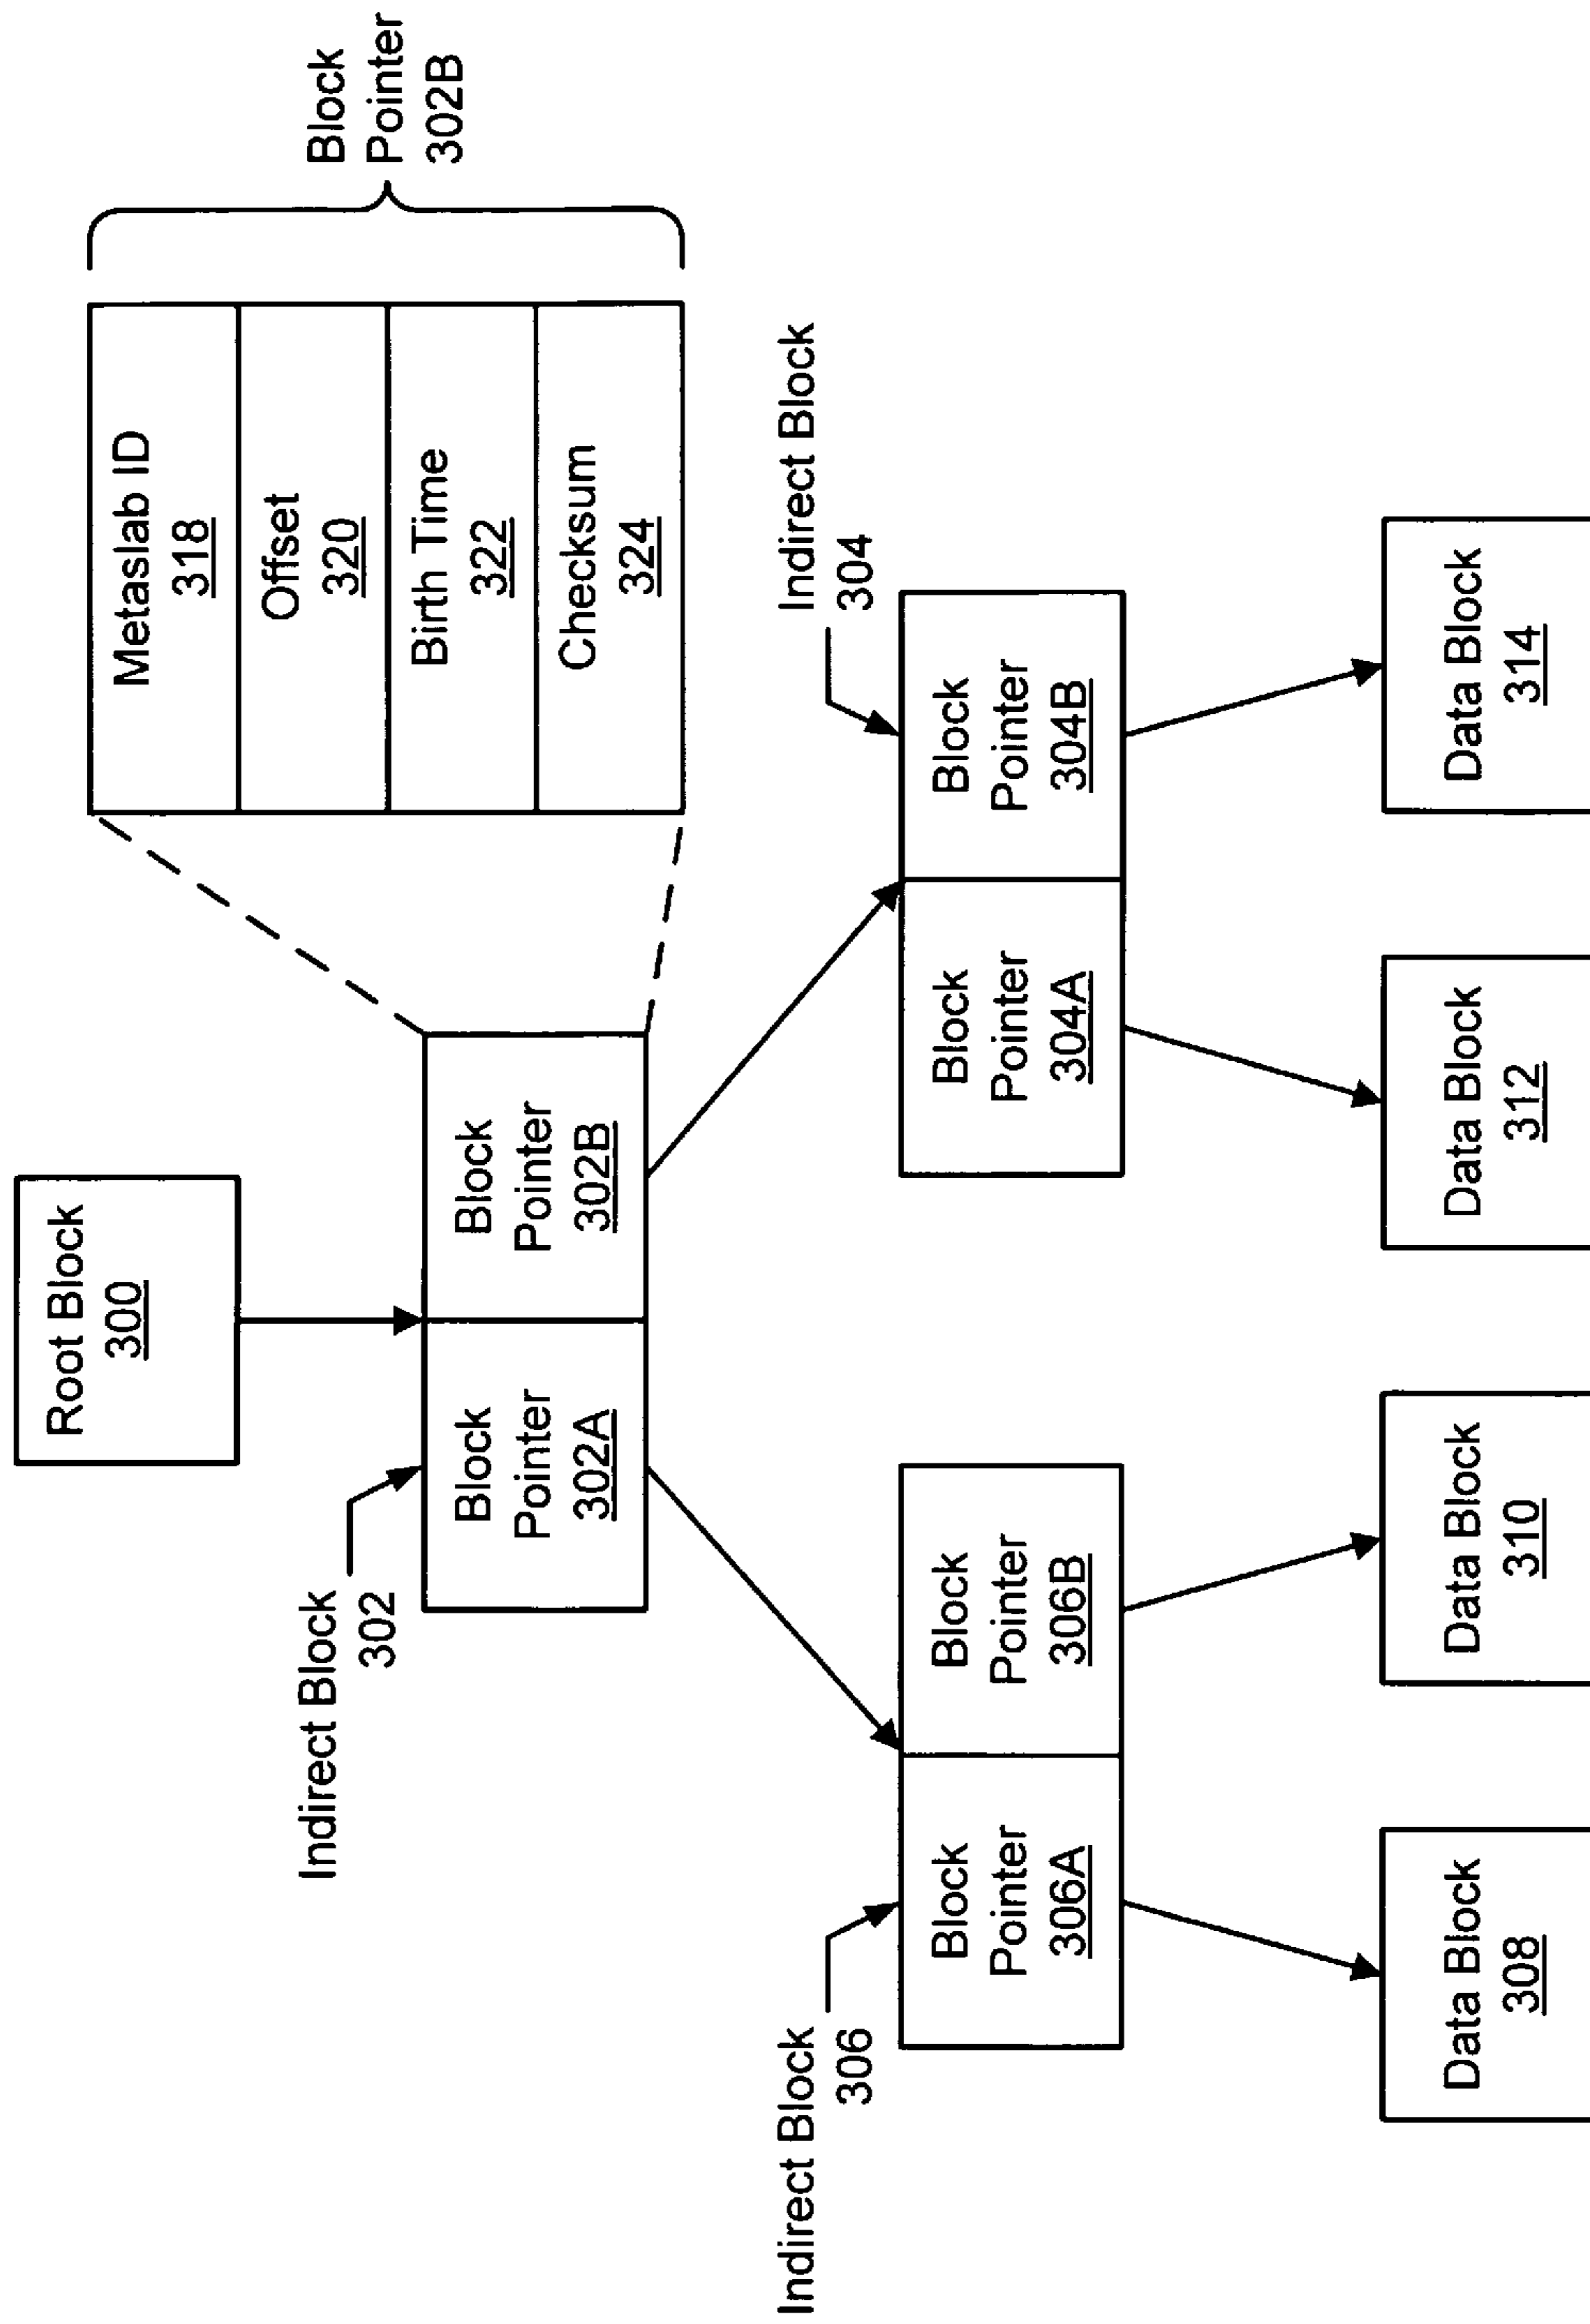 Root Block
300
Metaslab ID
318
Offset
320
Birth Time
322
Checksum
324
Block
Pointer
302B
Indirect Block
302
Block
Pointer
302A
Block
Pointer
302B
Indirect Block
306
Block
Pointer
306A
Block
Pointer
306B
Indirect Block
304
Block
Pointer
304A
Block
Pointer
304B
Data Block
308
Data Block
310
Data Block
312
Data Block
314